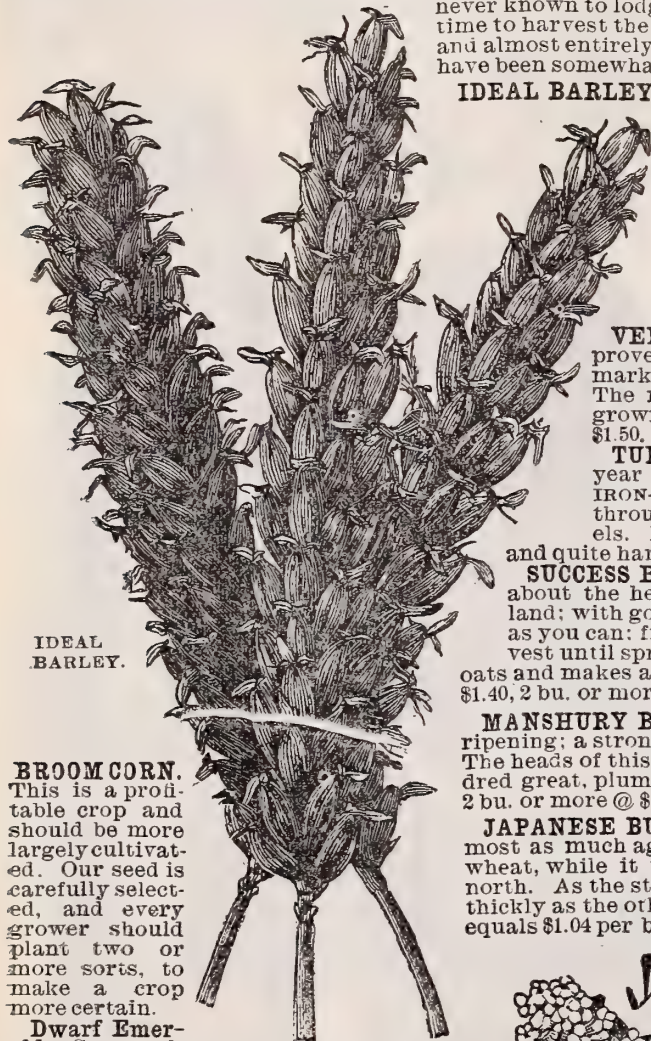 never known to lodg
time to harvest the
and almost entirely
have been somewha
IDEAL BARLEY
VE
prove
mark
The
grow
$1.50.
TU
year
IRON-
throu
els.
and quite har
SUCCESS B
about the he
land; with go
as you can; f
vest until spr
oats and makes a
$1.40, 2 bu. or mor
MANSHURY B
ripening; a stron
The heads of this
dred great, plum
2 bu. or more @ $
JAPANESE BU
most as much ag
wheat, while it
north. As the st
thickly as the oth
equals $1.04 per b
IDEAL
BARLEY.
BROOM CORN.
This is a profi-
table crop and
should be more
largely cultivat-
ed. Our seed is
carefully select-
ed, and every
grower should
plant two or
more sorts, to
make a crop
more certain.
Dwarf Emer-